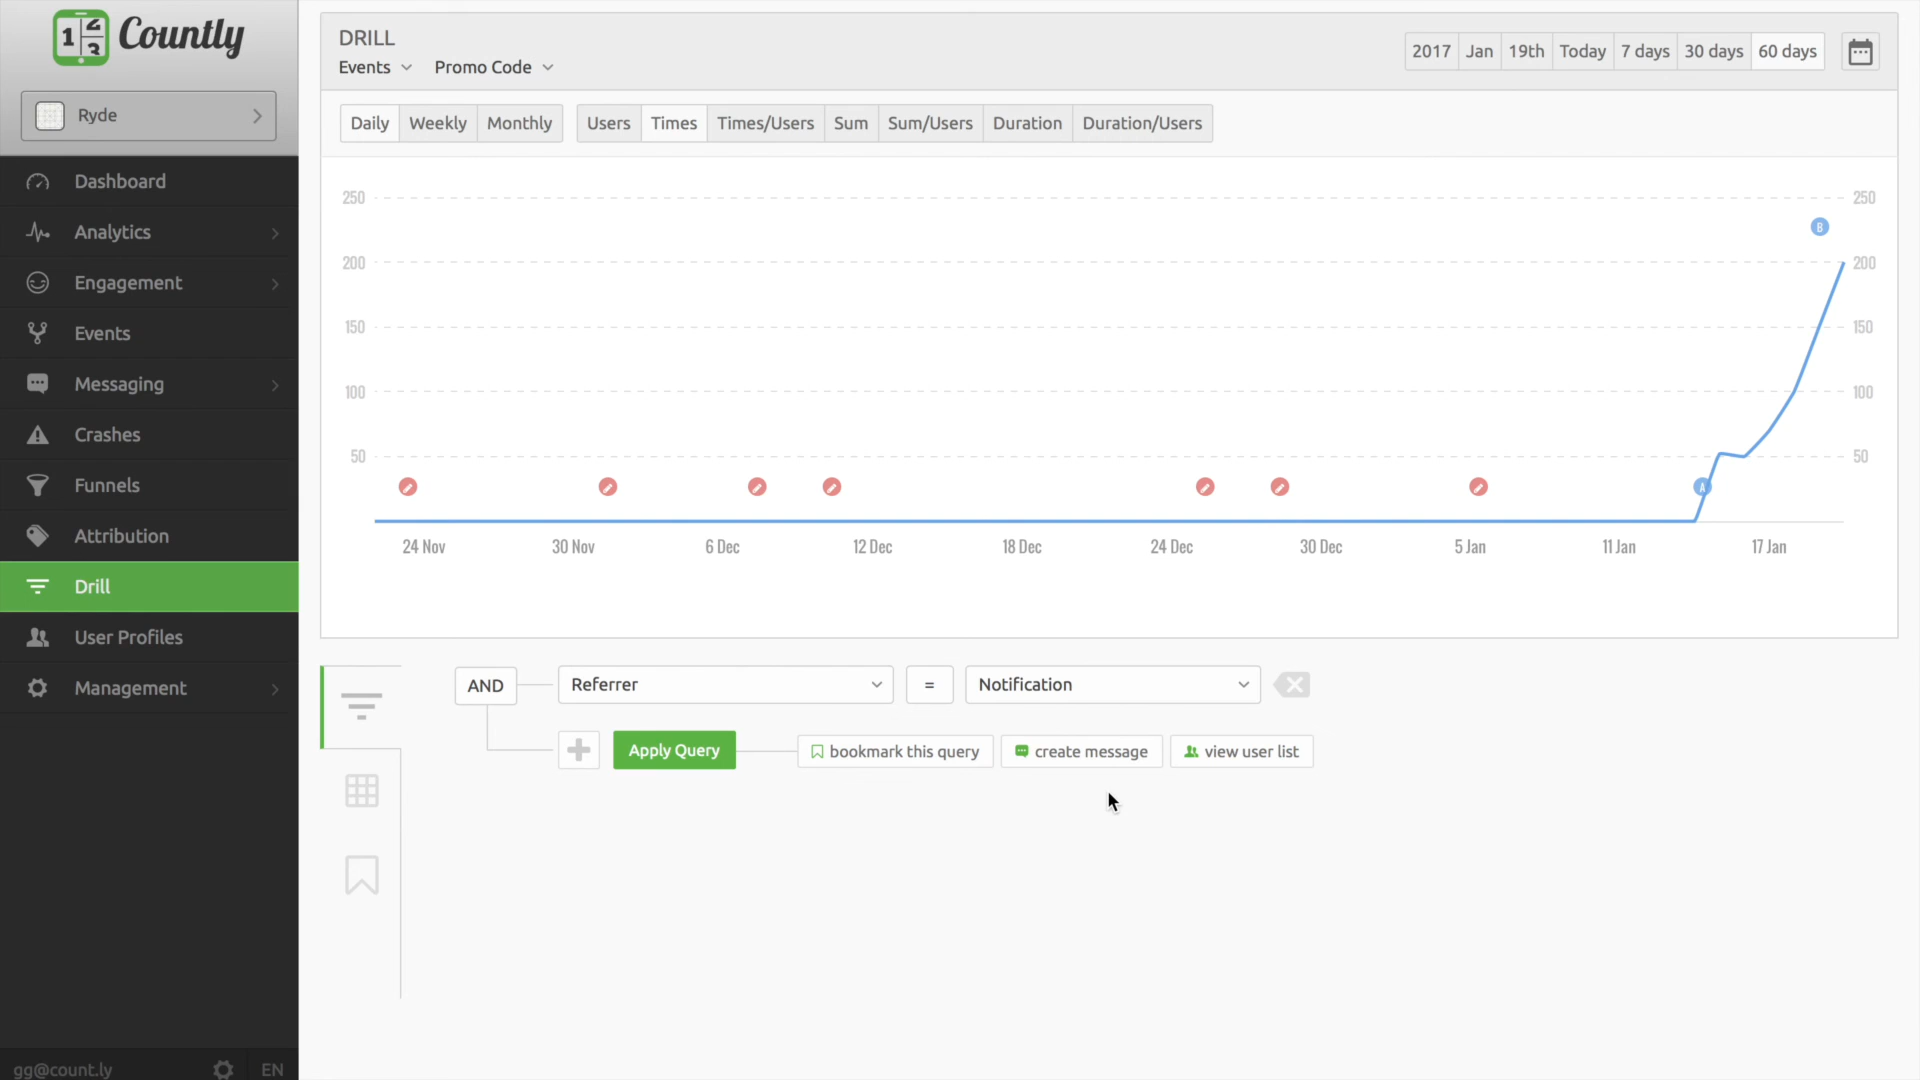 1 2 3 Countly
Ryde
Dashboard
Analytics
Engagement
Events
Messaging
Crashes
Funnels
Attribution
Drill
User Profiles
Management
gg@count.ly EN
DRILL
Events Promo Code
2017 Jan 19th Today 7 days 30 days 60 days
Daily Weekly Monthly Users Times Times/Users Sum Sum/Users Duration Duration/Users
250 250
B
200 200
150 150
100 100
50 50
A
24 Nov 30 Nov 6 Dec 12 Dec 18 Dec 24 Dec 30 Dec 5 Jan 11 Jan 17 Jan
AND Referrer = Notification
Apply Query bookmark this query create message view user list